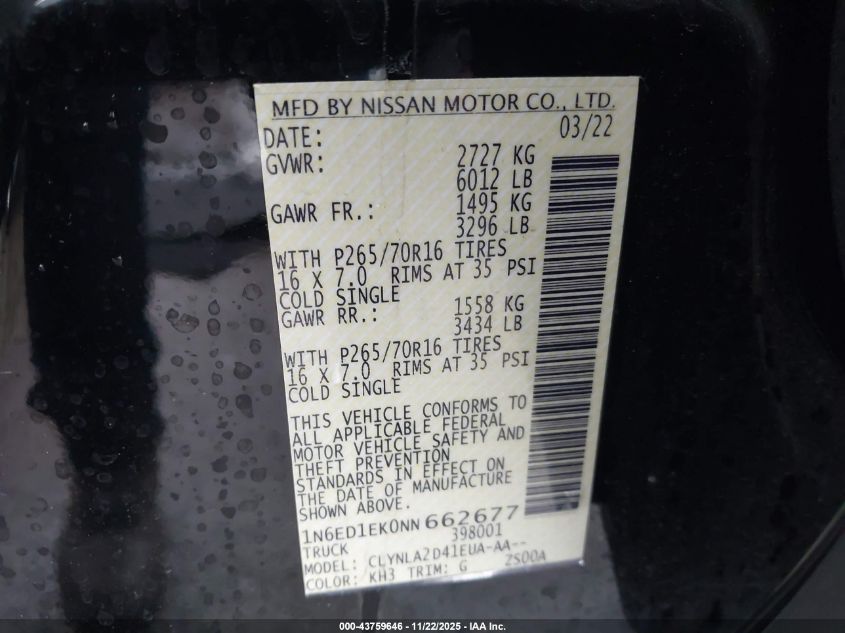 MFD BY NISSAN MOTOR CO., LTD.
DATE: 03/22
GVWR: 2727 KG
6012 LB
GAWR FR.: 1495 KG
3296 LB
WITH P265/70R16 TIRES
16 X 7.0 RIMS AT 35 PSI
COLD SINGLE
GAWR RR.: 1558 KG
3434 LB
WITH P265/70R16 TIRES
16 X 7.0 RIMS AT 35 PSI
COLD SINGLE
THIS VEHICLE CONFORMS TO
ALL APPLICABLE FEDERAL
MOTOR VEHICLE SAFETY AND
THEFT PREVENTION
STANDARDS IN EFFECT ON
THE DATE OF MANUFACTURE
SHOWN ABOVE.
1N6ED1EK0NN662677
TRUCK 398001
MODEL: CLYNLA2D41EUA-AA--
COLOR: KH3 TRIM: G ZS00A
000-43759646 - 11/22/2025 - IAA Inc.